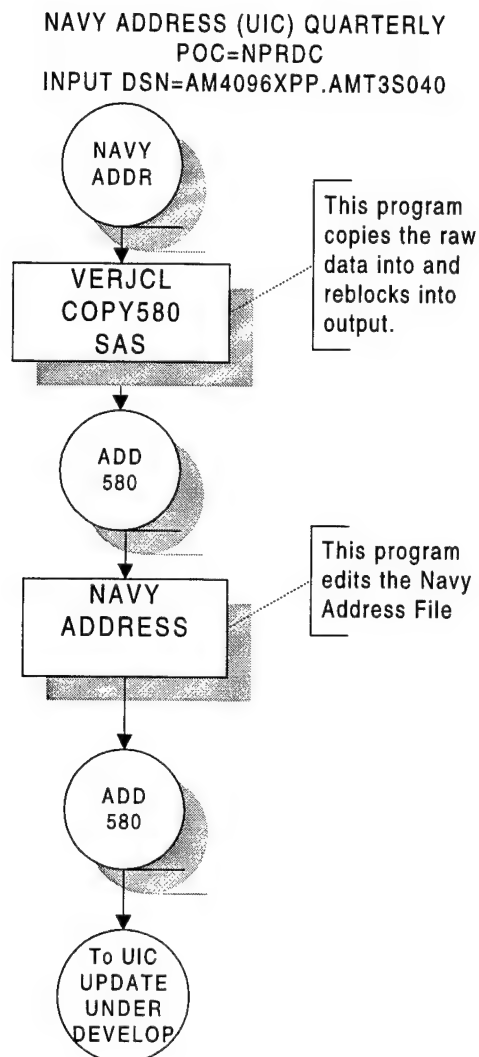 NAVY ADDRESS (UIC) QUARTERLY
POC=NPRDC
INPUT DSN=AM4096XPP.AMT3S040
NAVY
ADDR
This program
copies the raw
data into and
reblocks into
output.
VERJCL
COPY580
SAS
ADD
580
This program
edits the Navy
Address File
NAVY
ADDRESS
ADD
580
To UIC
UPDATE
UNDER
DEVELOP